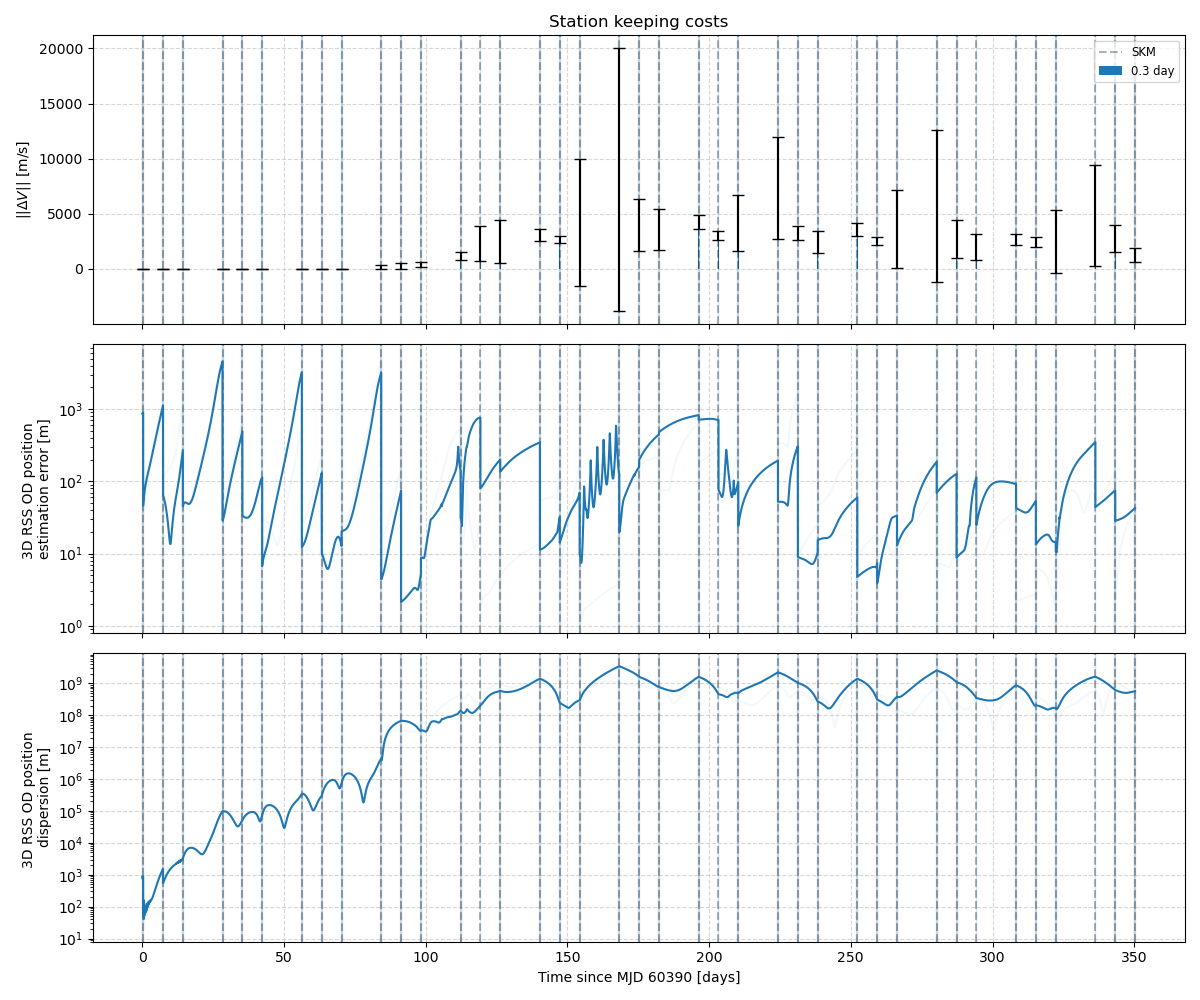 Station keeping costs
SKM
0.3 day
||ΔV|| [m/s]
20000
15000
10000
5000
0
3D RSS OD position
estimation error [m]
10³
10²
10¹
10⁰
3D RSS OD position
dispersion [m]
10⁹
10⁸
10⁷
10⁶
10⁵
10⁴
10³
10²
10¹
0 50 100 150 200 250 300 350
Time since MJD 60390 [days]